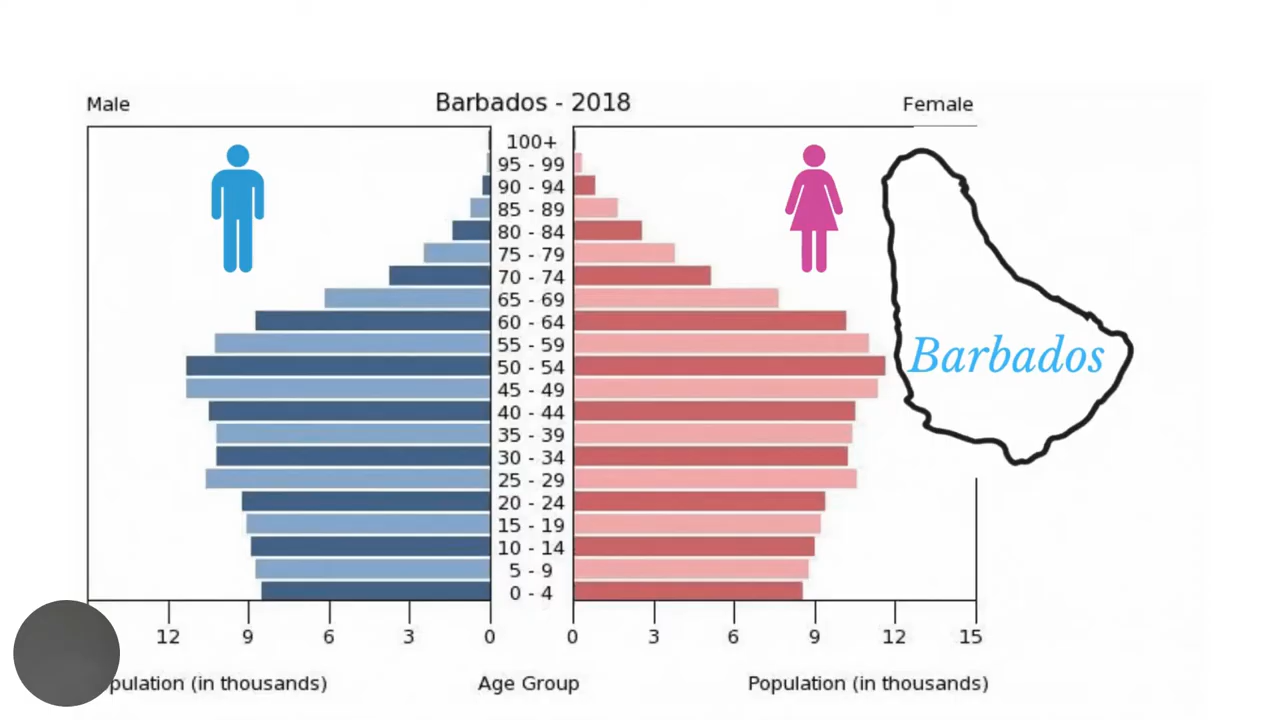 Male Barbados - 2018 Female
100+
95 - 99
90 - 94
85 - 89
80 - 84
75 - 79
70 - 74
65 - 69
60 - 64
55 - 59
50 - 54
45 - 49
40 - 44
35 - 39
30 - 34
25 - 29
20 - 24
15 - 19
10 - 14
5 - 9
0 - 4
Barbados
12 9 6 3 0 0 3 6 9 12 15
(in thousands) Age Group Population (in thousands)